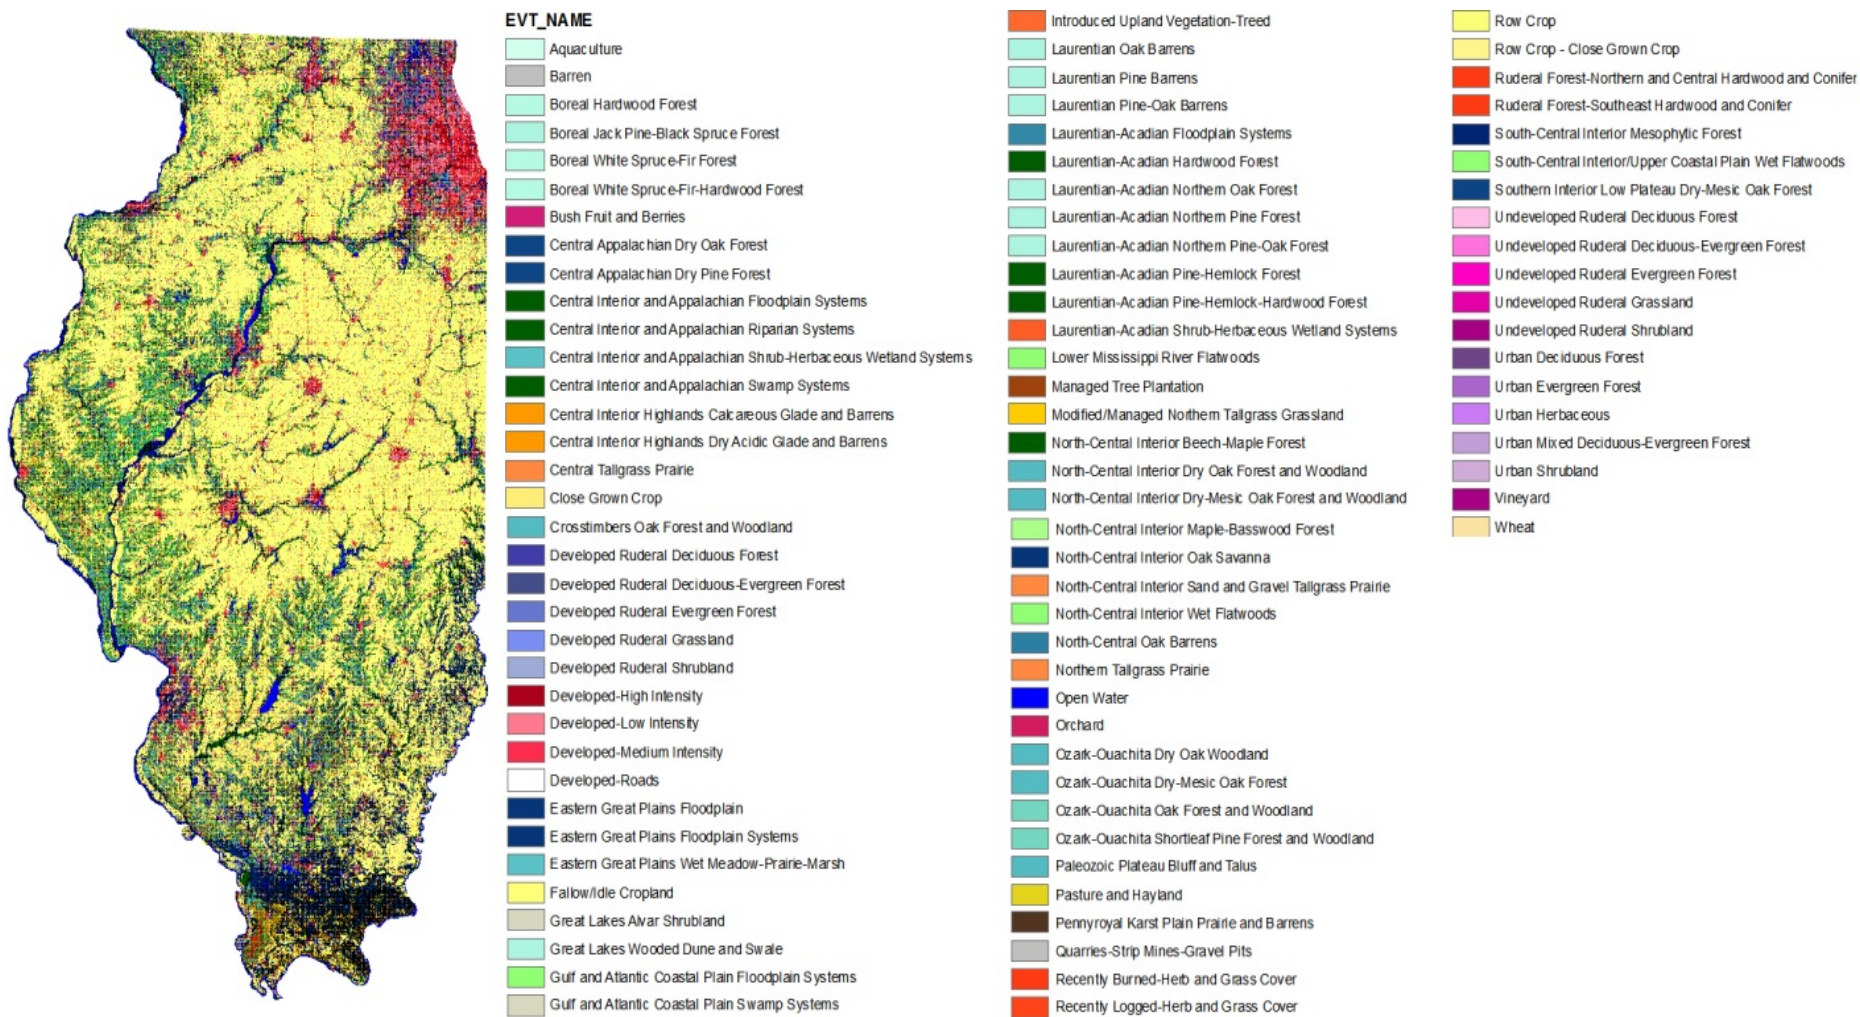 EVT_NAME
Aquaculture
Barren
Boreal Hardwood Forest
Boreal Jack Pine-Black Spruce Forest
Boreal White Spruce-Fir Forest
Boreal White Spruce-Fir-Hardwood Forest
Bush Fruit and Berries
Central Appalachian Dry Oak Forest
Central Appalachian Dry Pine Forest
Central Interior and Appalachian Floodplain Systems
Central Interior and Appalachian Riparian Systems
Central Interior and Appalachian Shrub-Herbaceous Wetland Systems
Central Interior and Appalachian Swamp Systems
Central Interior Highlands Calcareous Glade and Barrens
Central Interior Highlands Dry Acidic Glade and Barrens
Central Tallgrass Prairie
Close Grown Crop
Crosstimbers Oak Forest and Woodland
Developed Ruderal Deciduous Forest
Developed Ruderal Deciduous-Evergreen Forest
Developed Ruderal Evergreen Forest
Developed Ruderal Grassland
Developed Ruderal Shrubland
Developed-High Intensity
Developed-Low Intensity
Developed-Medium Intensity
Developed-Roads
Eastern Great Plains Floodplain
Eastern Great Plains Floodplain Systems
Eastern Great Plains Wet Meadow-Prairie-Marsh
Fallow/Idle Cropland
Great Lakes Alvar Shrubland
Great Lakes Wooded Dune and Swale
Gulf and Atlantic Coastal Plain Floodplain Systems
Gulf and Atlantic Coastal Plain Swamp Systems
Introduced Upland Vegetation-Treed
Laurentian Oak Barrens
Laurentian Pine Barrens
Laurentian Pine-Oak Barrens
Laurentian-Acadian Floodplain Systems
Laurentian-Acadian Hardwood Forest
Laurentian-Acadian Northern Oak Forest
Laurentian-Acadian Northern Pine Forest
Laurentian-Acadian Northern Pine-Oak Forest
Laurentian-Acadian Pine-Hemlock Forest
Laurentian-Acadian Pine-Hemlock-Hardwood Forest
Laurentian-Acadian Shrub-Herbaceous Wetland Systems
Lower Mississippi River Flatwoods
Managed Tree Plantation
Modified/Managed Northern Tallgrass Grassland
North-Central Interior Beech-Maple Forest
North-Central Interior Dry Oak Forest and Woodland
North-Central Interior Dry-Mesic Oak Forest and Woodland
North-Central Interior Maple-Basswood Forest
North-Central Interior Oak Savanna
North-Central Interior Sand and Gravel Tallgrass Prairie
North-Central Interior Wet Flatwoods
North-Central Oak Barrens
Northern Tallgrass Prairie
Open Water
Orchard
Ozark-Ouachita Dry Oak Woodland
Ozark-Ouachita Dry-Mesic Oak Forest
Ozark-Ouachita Oak Forest and Woodland
Ozark-Ouachita Shortleaf Pine Forest and Woodland
Paleozoic Plateau Bluff and Talus
Pasture and Hayland
Pennyroyal Karst Plain Prairie and Barrens
Quarries-Strip Mines-Gravel Pits
Recently Burned-Herb and Grass Cover
Recently Logged-Herb and Grass Cover
Row Crop
Row Crop - Close Grown Crop
Ruderal Forest-Northern and Central Hardwood and Conifer
Ruderal Forest-Southeast Hardwood and Conifer
South-Central Interior Mesophytic Forest
South-Central Interior/Upper Coastal Plain Wet Flatwoods
Southern Interior Low Plateau Dry-Mesic Oak Forest
Undeveloped Ruderal Deciduous Forest
Undeveloped Ruderal Deciduous-Evergreen Forest
Undeveloped Ruderal Evergreen Forest
Undeveloped Ruderal Grassland
Undeveloped Ruderal Shrubland
Urban Deciduous Forest
Urban Evergreen Forest
Urban Herbaceous
Urban Mixed Deciduous-Evergreen Forest
Urban Shrubland
Vineyard
Wheat